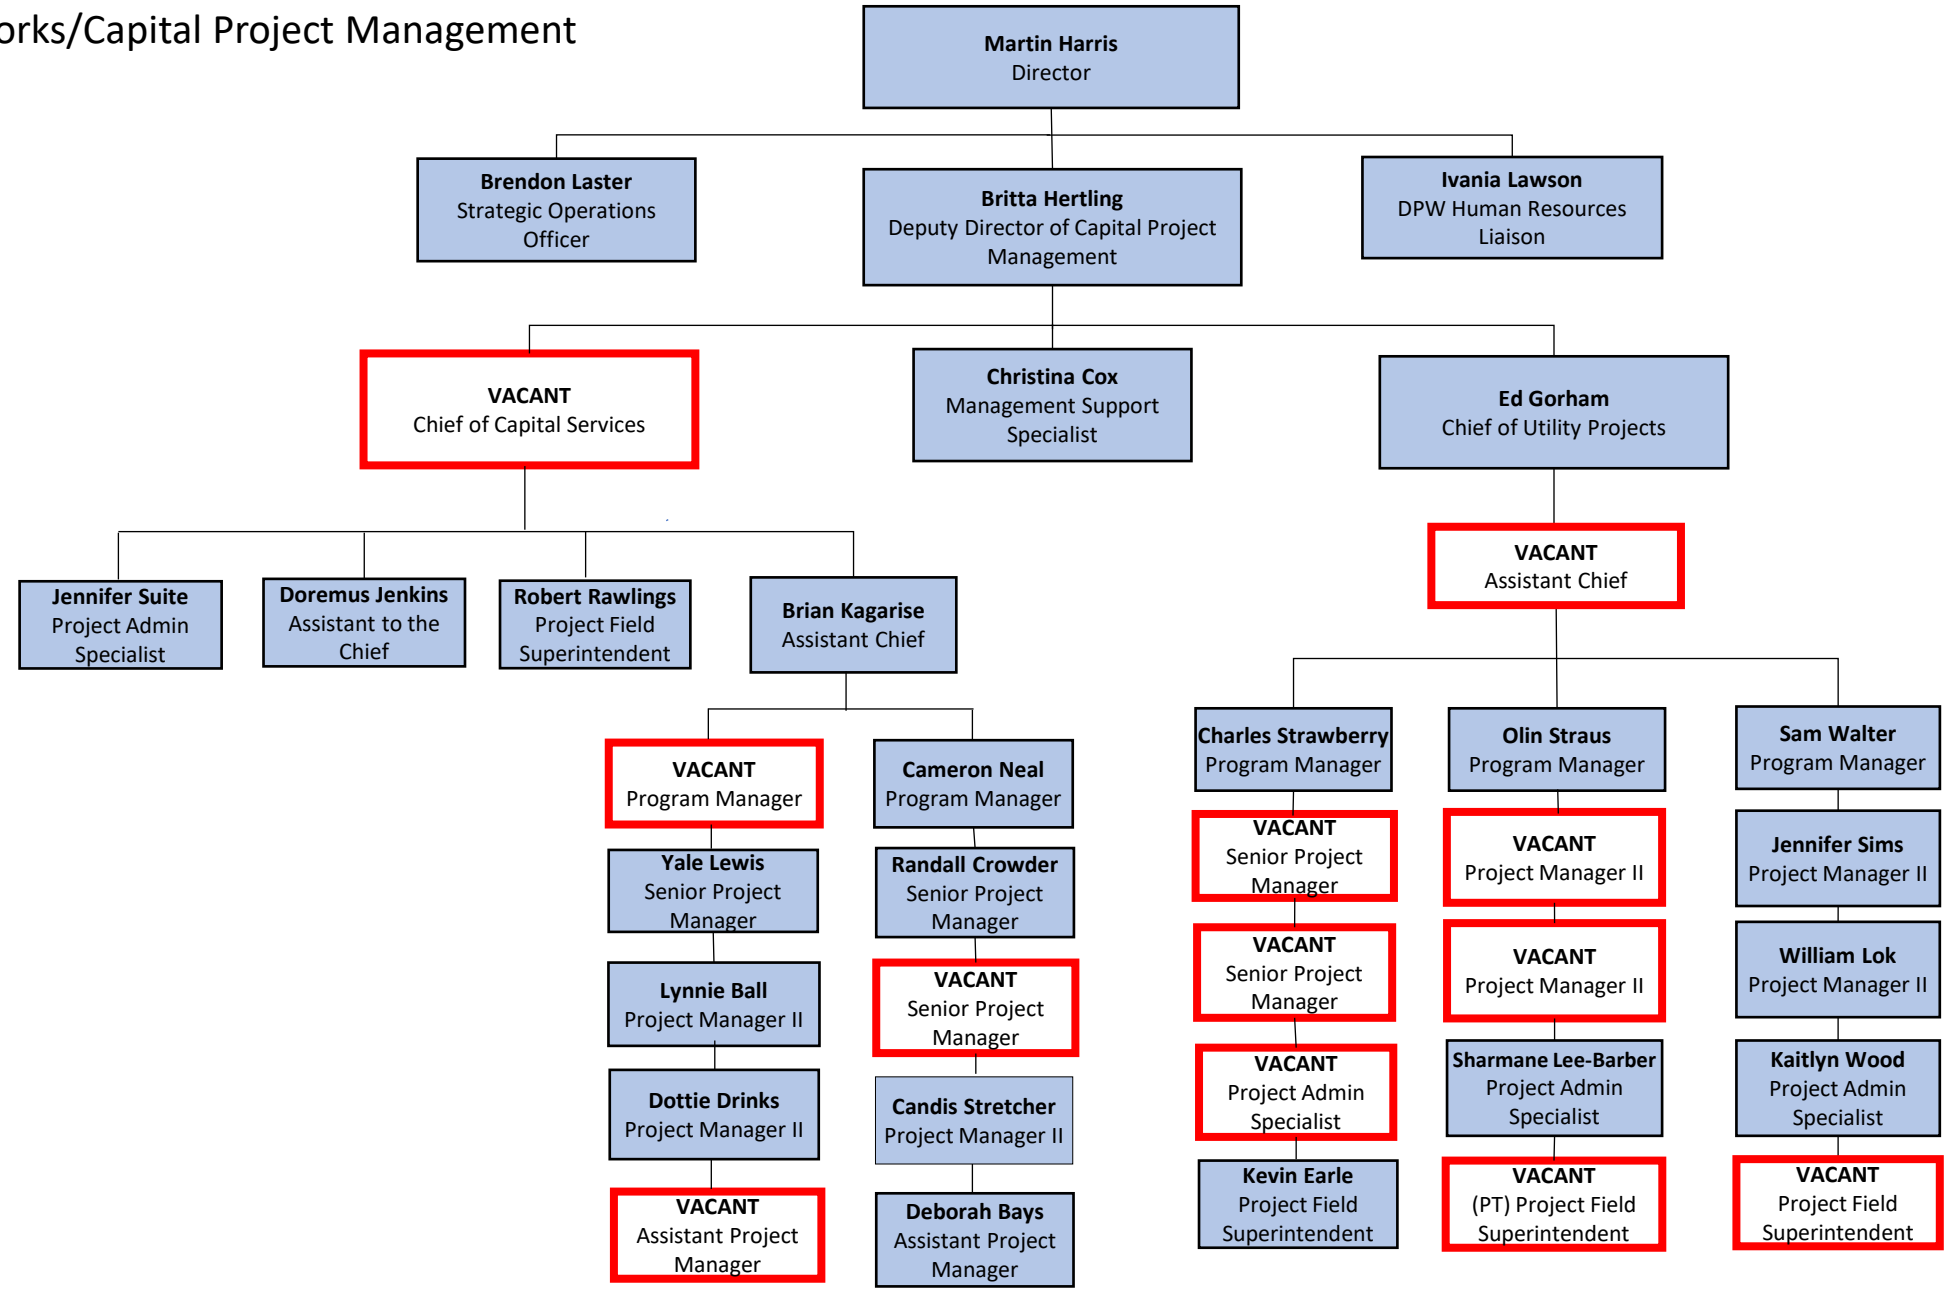 orks/Capital Project Management
Martin Harris
Director
Brendon Laster
Strategic Operations
Officer
Britta Hertling
Deputy Director of Capital Project
Management
Ivania Lawson
DPW Human Resources
Liaison
VACANT
Chief of Capital Services
Christina Cox
Management Support
Specialist
Ed Gorham
Chief of Utility Projects
VACANT
Assistant Chief
Jennifer Suite
Project Admin
Specialist
Doremus Jenkins
Assistant to the
Chief
Robert Rawlings
Project Field
Superintendent
Brian Kagarise
Assistant Chief
VACANT
Program Manager
Yale Lewis
Senior Project
Manager
Lynnie Ball
Project Manager II
Dottie Drinks
Project Manager II
VACANT
Assistant Project
Manager
Cameron Neal
Program Manager
Randall Crowder
Senior Project
Manager
VACANT
Senior Project
Manager
Candis Stretcher
Project Manager II
Deborah Bays
Assistant Project
Manager
Charles Strawberry
Program Manager
VACANT
Senior Project
Manager
VACANT
Senior Project
Manager
VACANT
Project Admin
Specialist
Kevin Earle
Project Field
Superintendent
Olin Straus
Program Manager
VACANT
Project Manager II
VACANT
Project Manager II
Sharmane Lee-Barber
Project Admin
Specialist
VACANT
(PT) Project Field
Superintendent
Sam Walter
Program Manager
Jennifer Sims
Project Manager II
William Lok
Project Manager II
Kaitlyn Wood
Project Admin
Specialist
VACANT
Project Field
Superintendent